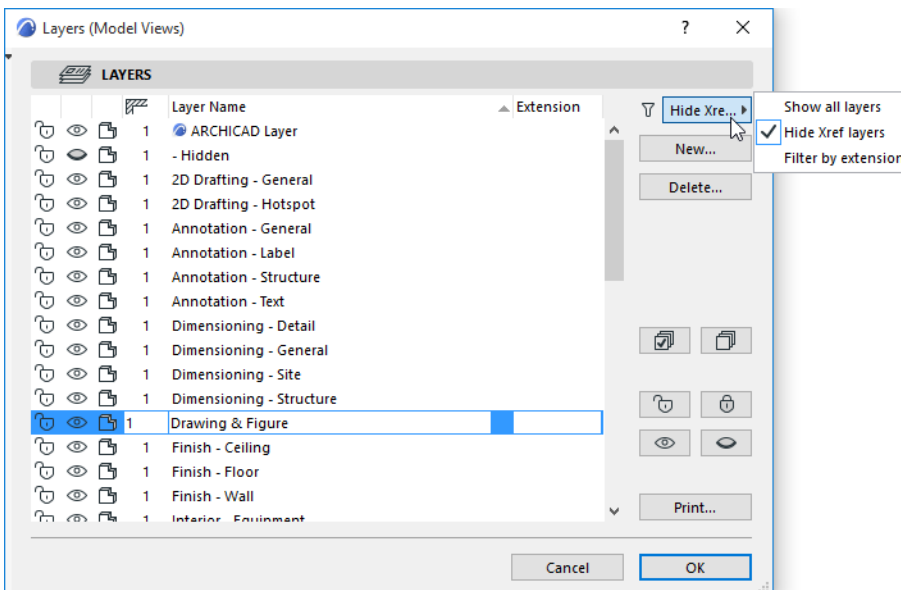 Layers (Model Views)
?
LAYERS
Layer Name Extension
Hide Xre...
Show all layers
Hide Xref layers
Filter by extension
1 ARCHICAD Layer
1 - Hidden
New...
1 2D Drafting - General
Delete...
1 2D Drafting - Hotspot
1 Annotation - General
1 Annotation - Label
1 Annotation - Structure
1 Annotation - Text
1 Dimensioning - Detail
1 Dimensioning - General
1 Dimensioning - Site
1 Dimensioning - Structure
1 Drawing & Figure
1 Finish - Ceiling
1 Finish - Floor
1 Finish - Wall
Print...
1 Interior - Equipment
Cancel OK